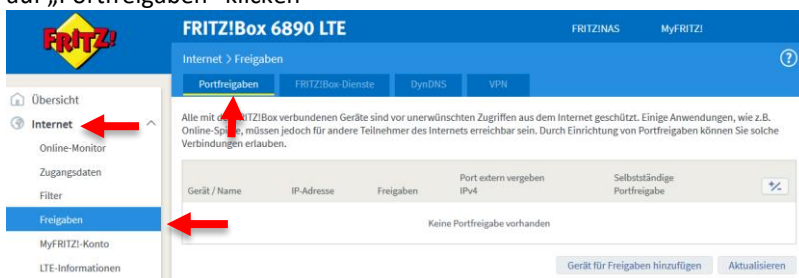 auf „Portfreigaben“ klicken
FRITZ!
FRITZ!Box 6890 LTE
FRITZ!NAS
MyFRITZ!
Internet > Freigaben
?
Portfreigaben
FRITZ!Box-Dienste
DynDNS
VPN
Übersicht
Internet
Online-Monitor
Zugangsdaten
Filter
Freigaben
MyFRITZ!-Konto
LTE-Informationen
Alle mit der FRITZ!Box verbundenen Geräte sind vor unerwünschten Zugriffen aus dem Internet geschützt. Einige Anwendungen, wie z.B.
Online-Spiele, müssen jedoch für andere Teilnehmer des Internets erreichbar sein. Durch Einrichtung von Portfreigaben können Sie solche
Verbindungen erlauben.
Gerät / Name
IP-Adresse
Freigaben
Port extern vergeben
IPv4
Selbstständige
Portfreigabe
Keine Portfreigabe vorhanden
Gerät für Freigaben hinzufügen
Aktualisieren